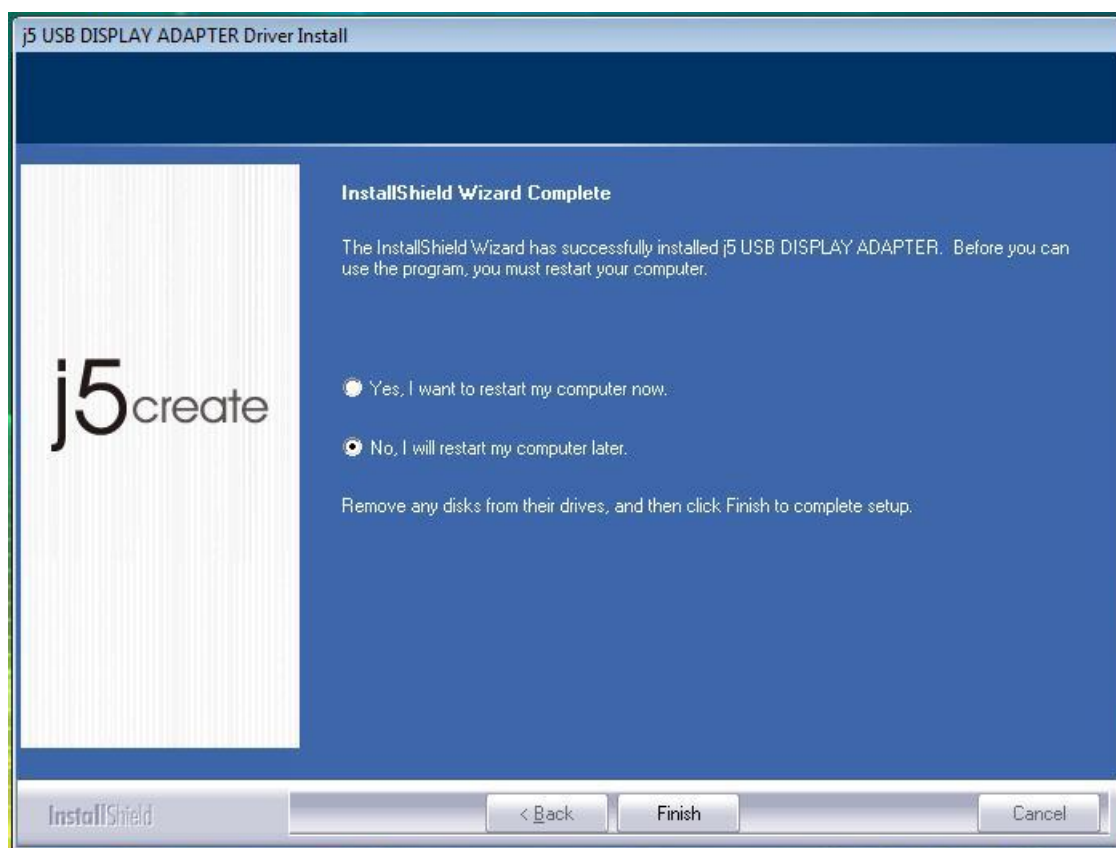 j5 USB DISPLAY ADAPTER Driver Install
InstallShield Wizard Complete
The InstallShield Wizard has successfully installed j5 USB DISPLAY ADAPTER. Before you can
use the program, you must restart your computer.
j5create
Yes, I want to restart my computer now.
No, I will restart my computer later.
Remove any disks from their drives, and then click Finish to complete setup.
InstallShield
< Back
Finish
Cancel